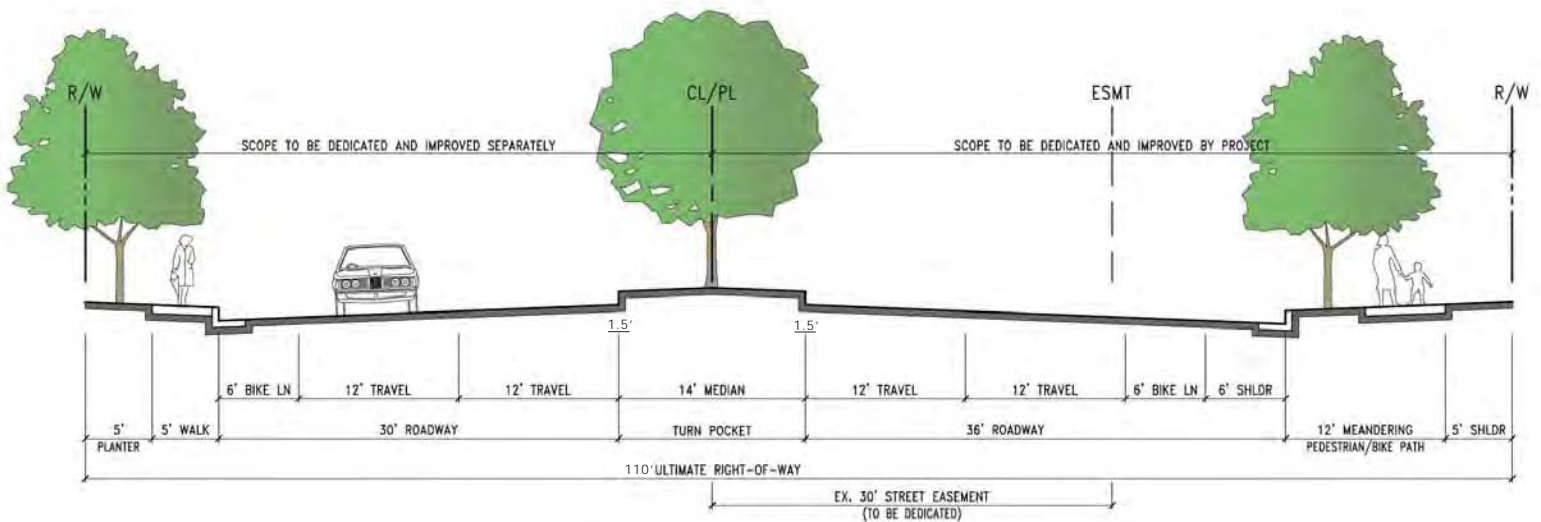 R/W
CL/PL
ESMT
R/W
SCOPE TO BE DEDICATED AND IMPROVED SEPARATELY
SCOPE TO BE DEDICATED AND IMPROVED BY PROJECT
1.5'
1.5'
6' BIKE LN
12' TRAVEL
12' TRAVEL
14' MEDIAN
12' TRAVEL
12' TRAVEL
6' BIKE LN
6' SHLDR
5'
PLANTER
5' WALK
30' ROADWAY
TURN POCKET
36' ROADWAY
12' MEANDERING
PEDESTRIAN/BIKE PATH
5' SHLDR
110' ULTIMATE RIGHT-OF-WAY
EX. 30' STREET EASEMENT
(TO BE DEDICATED)